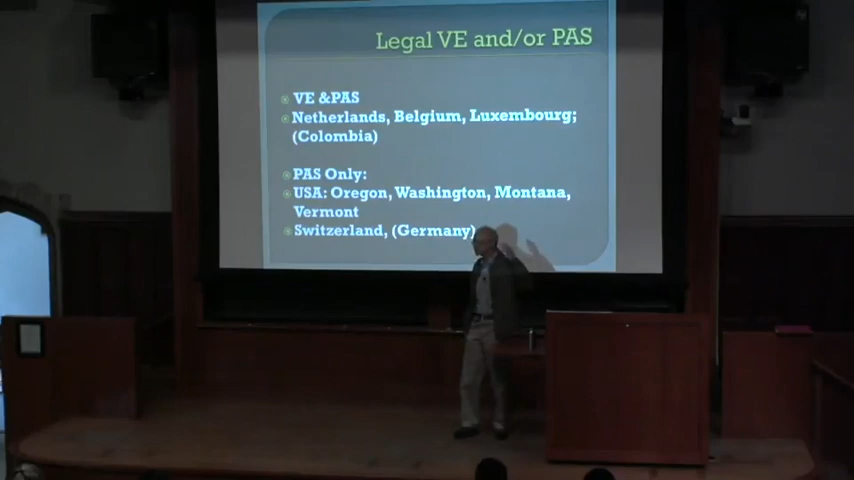 Legal VE and/or PAS
VE &PAS
Netherlands, Belgium, Luxembourg;
(Colombia)
PAS Only:
USA: Oregon, Washington, Montana,
Vermont
Switzerland, (Germany)